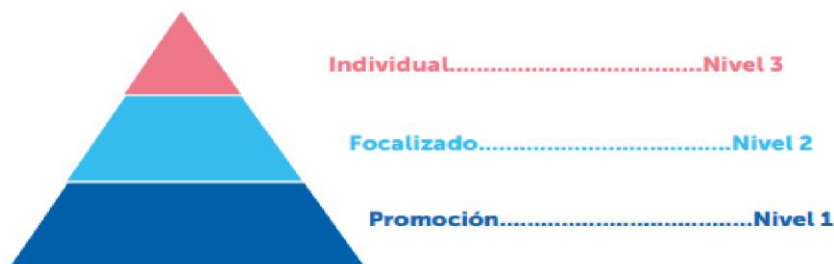 Individual......................................Nivel 3
Focalizado......................................Nivel 2
Promoción......................................Nivel 1